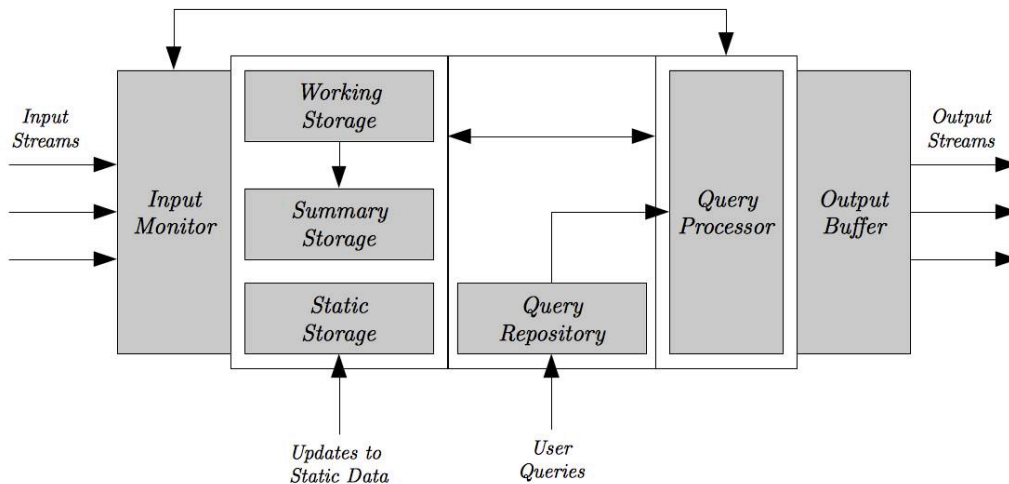 Input
Streams
Input
Monitor
Working
Storage
Summary
Storage
Static
Storage
Updates to
Static Data
Query
Repository
User
Queries
Query
Processor
Output
Buffer
Output
Streams